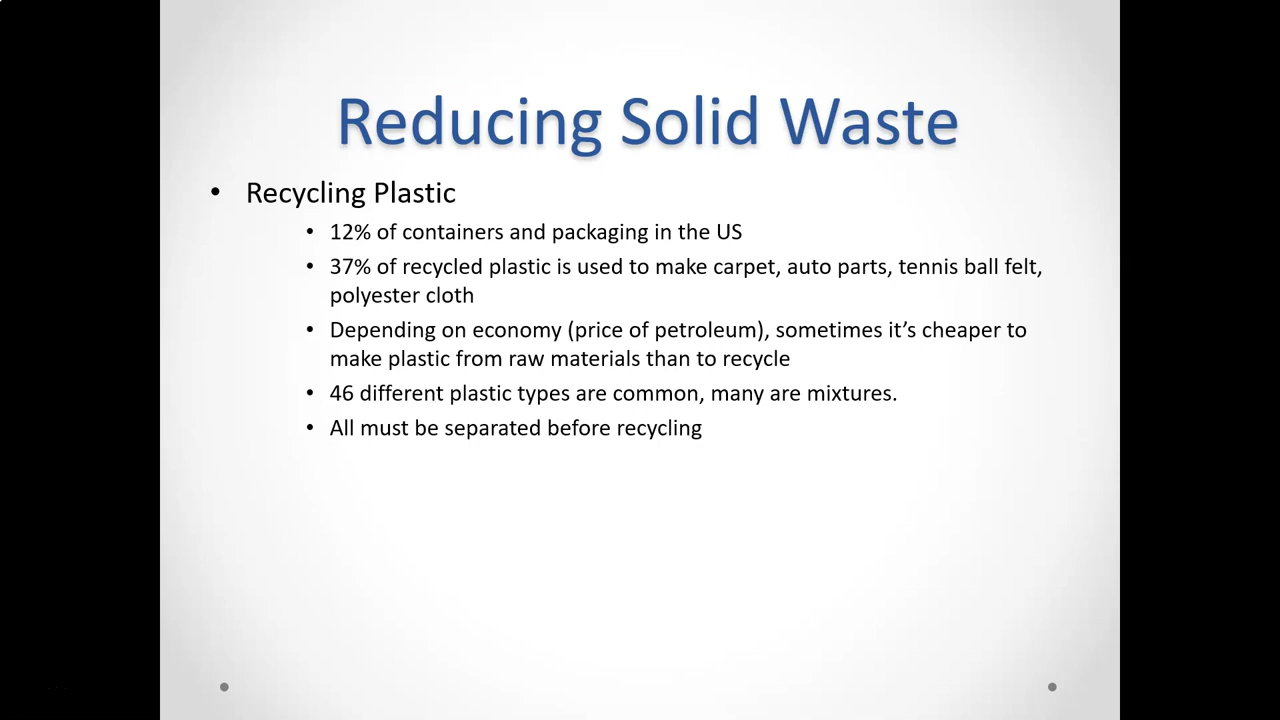 Reducing Solid Waste
• Recycling Plastic
• 12% of containers and packaging in the US
• 37% of recycled plastic is used to make carpet, auto parts, tennis ball felt,
polyester cloth
• Depending on economy (price of petroleum), sometimes it’s cheaper to
make plastic from raw materials than to recycle
• 46 different plastic types are common, many are mixtures.
• All must be separated before recycling